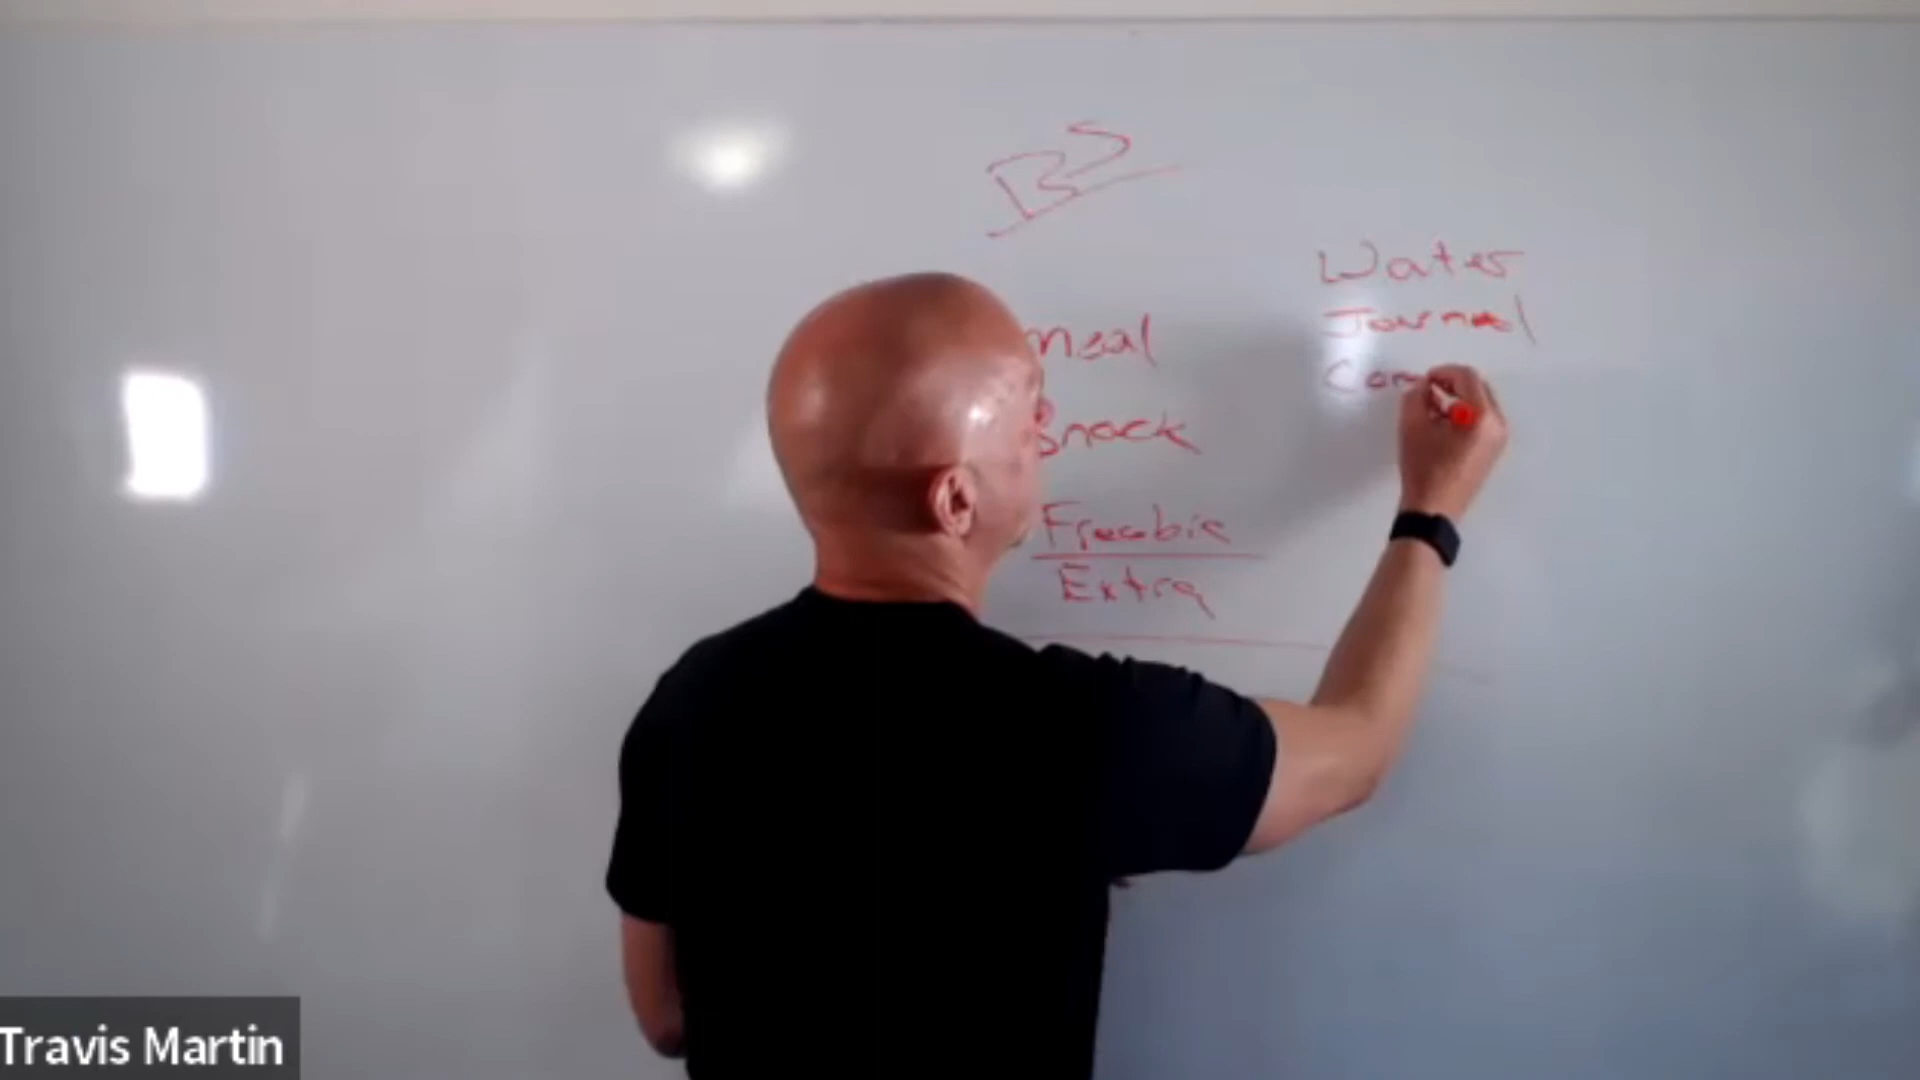 BS
Water
Journal
meal
Snack
Freebie
Extra
Travis Martin